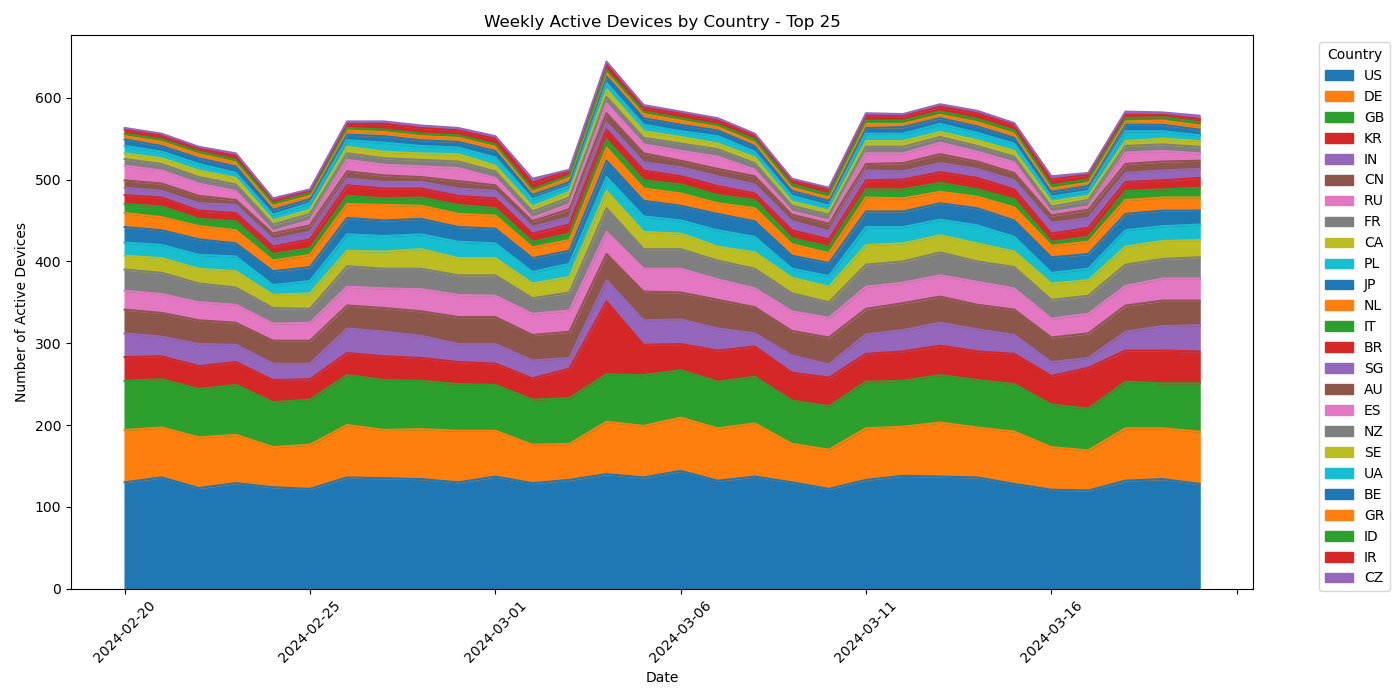 Weekly Active Devices by Country - Top 25
Number of Active Devices
600
500
400
300
200
100
0
2024-02-20
2024-02-25
2024-03-01
2024-03-06
2024-03-11
2024-03-16
Date
Country
US
DE
GB
KR
IN
CN
RU
FR
CA
PL
JP
NL
IT
BR
SG
AU
ES
NZ
SE
UA
BE
GR
ID
IR
CZ